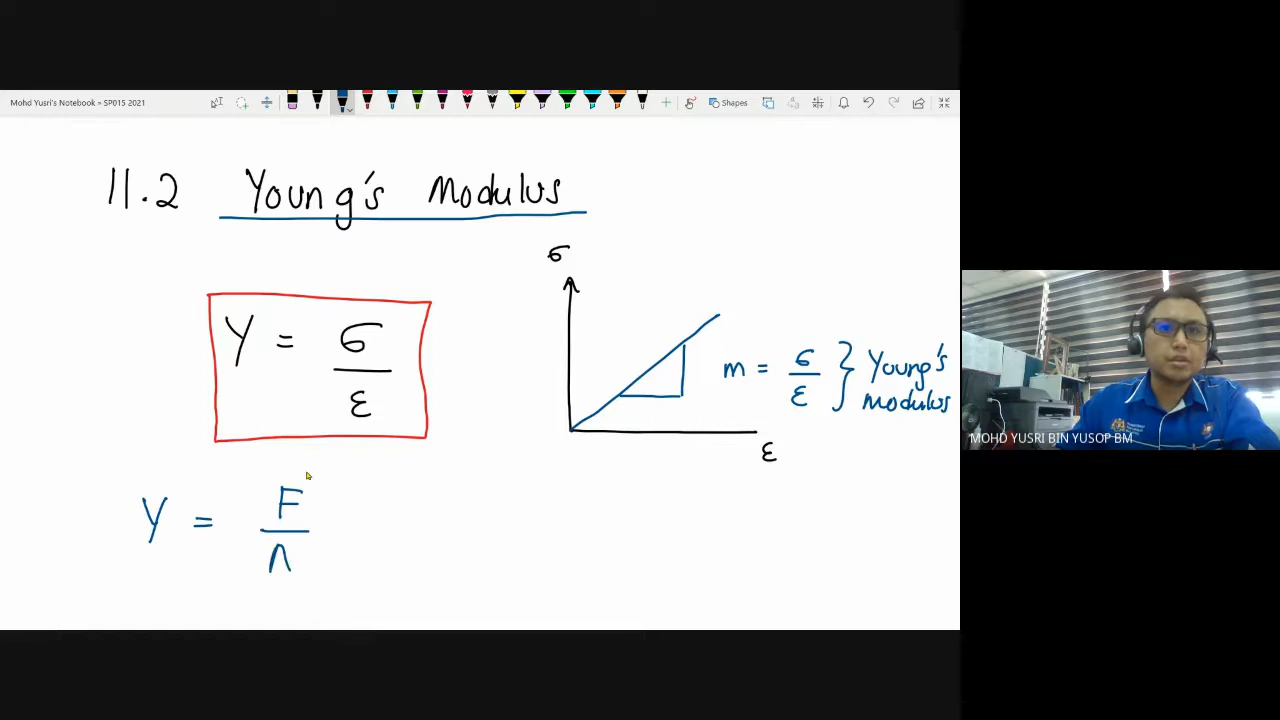 Mohd Yusri's Notebook » SP015 2021
Shapes
11.2 Young's Modulus
σ
Y = σ
ε
m = σ
ε
} Young's
modulus
ε
MOHD YUSRI BIN YUSOP BM
Y = F